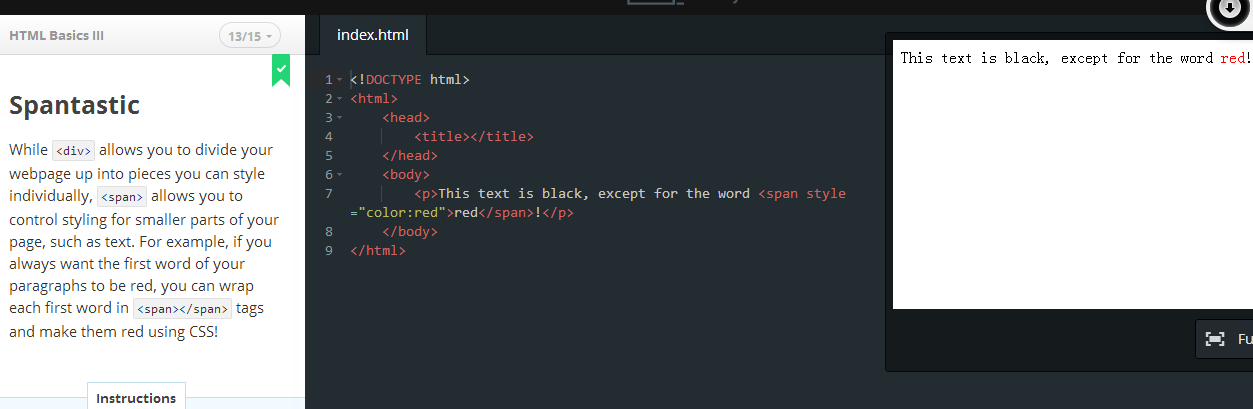 HTML Basics III
13/15
Spantastic
While <div> allows you to divide your
webpage up into pieces you can style
individually, <span> allows you to
control styling for smaller parts of your
page, such as text. For example, if you
always want the first word of your
paragraphs to be red, you can wrap
each first word in <span></span> tags
and make them red using CSS!
Instructions
index.html
1 <!DOCTYPE html>
2 <html>
3 <head>
4 <title></title>
5 </head>
6 <body>
7 <p>This text is black, except for the word <span style
="color:red">red</span>!</p>
8 </body>
9 </html>
This text is black, except for the word red!